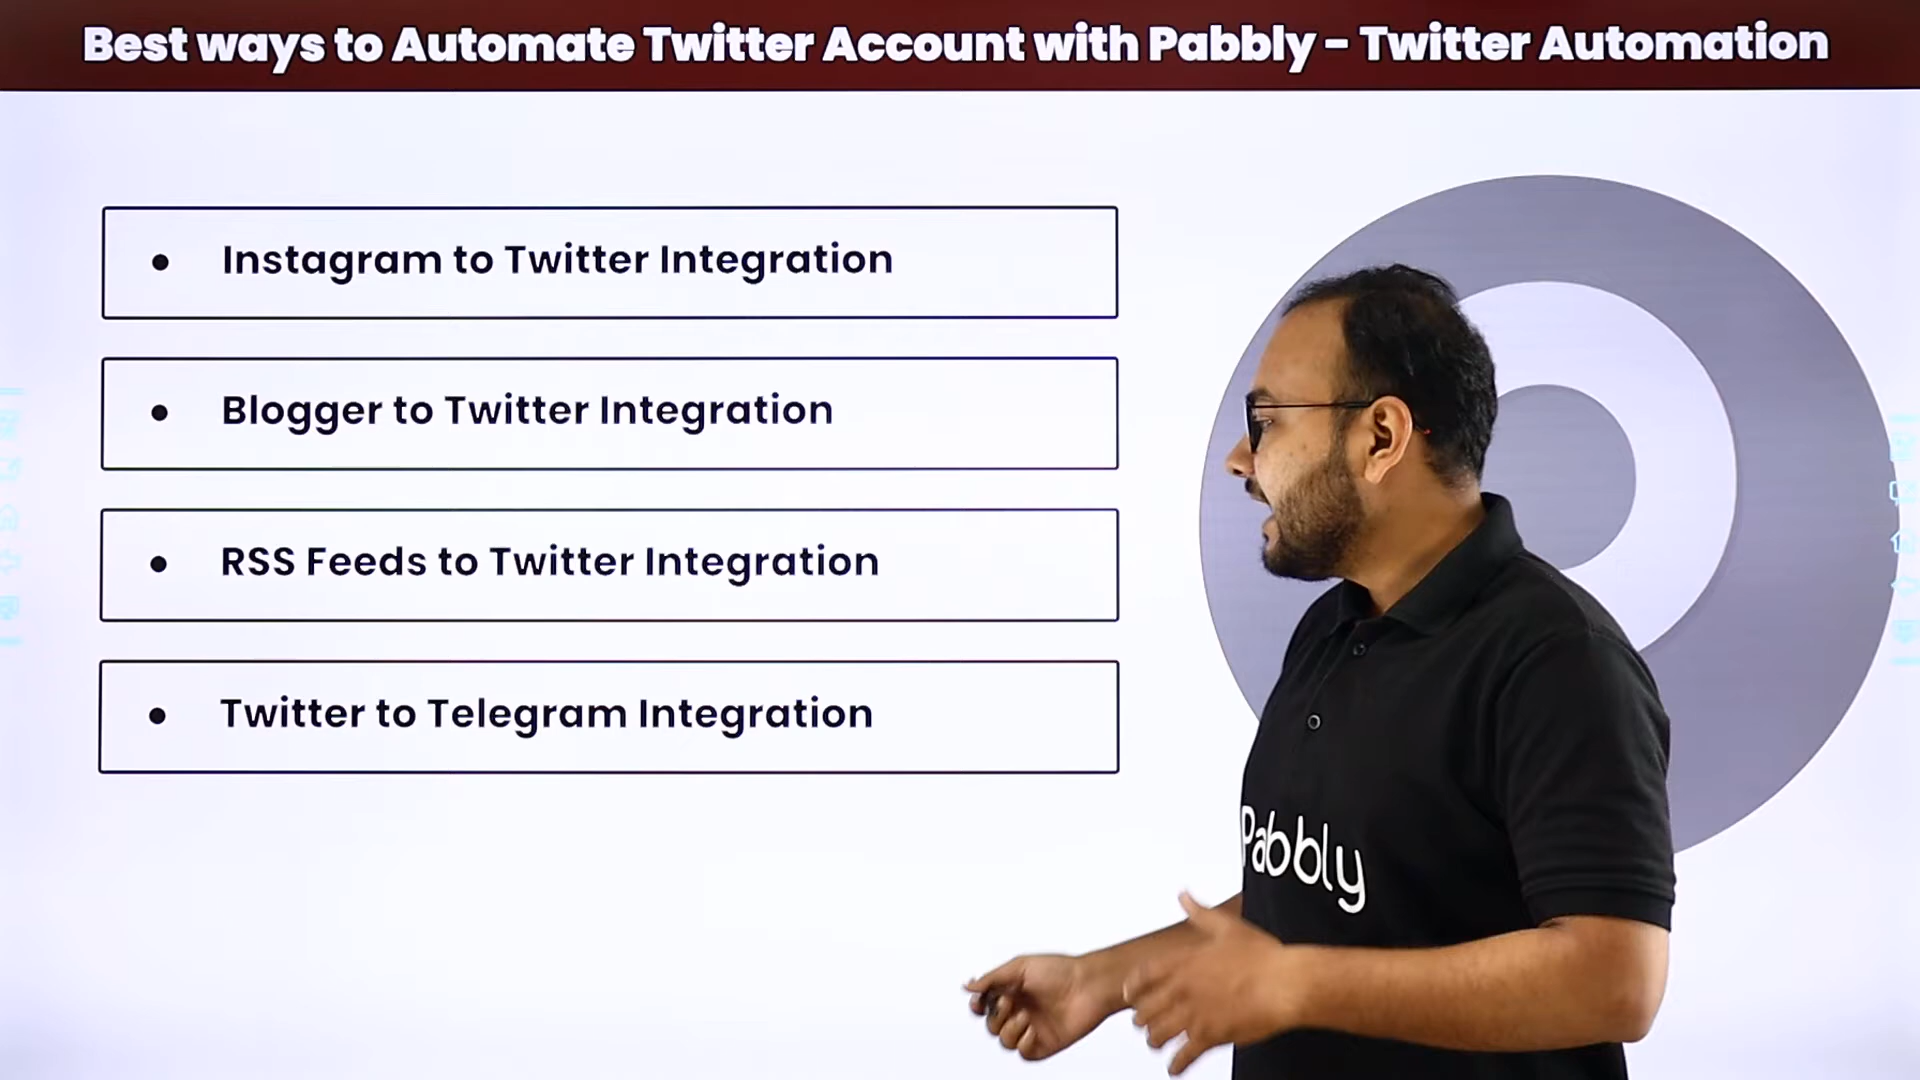 Best ways to Automate Twitter Account with Pabbly - Twitter Automation
• Instagram to Twitter Integration
• Blogger to Twitter Integration
• RSS Feeds to Twitter Integration
• Twitter to Telegram Integration
Pabbly